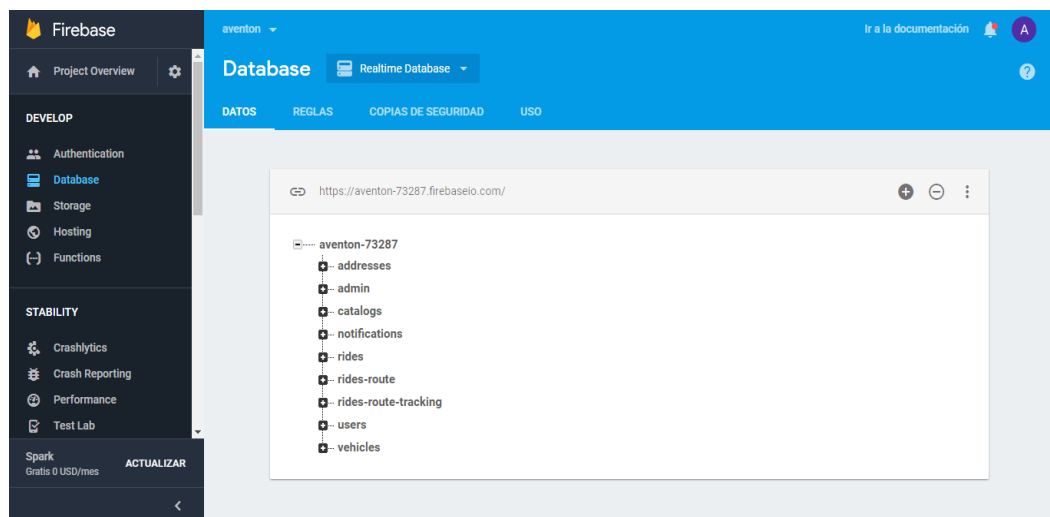 Firebase
Project Overview
DEVELOP
Authentication
Database
Storage
Hosting
Functions
STABILITY
Crashlytics
Crash Reporting
Performance
Test Lab
Spark
Gratis 0 USD/mes
ACTUALIZAR
aventon
Ir a la documentación
A
Database
Realtime Database
?
DATOS REGLAS COPIAS DE SEGURIDAD USO
https://aventon-73287.firebaseio.com/
aventon-73287
addresses
admin
catalogs
notifications
rides
rides-route
rides-route-tracking
users
vehicles